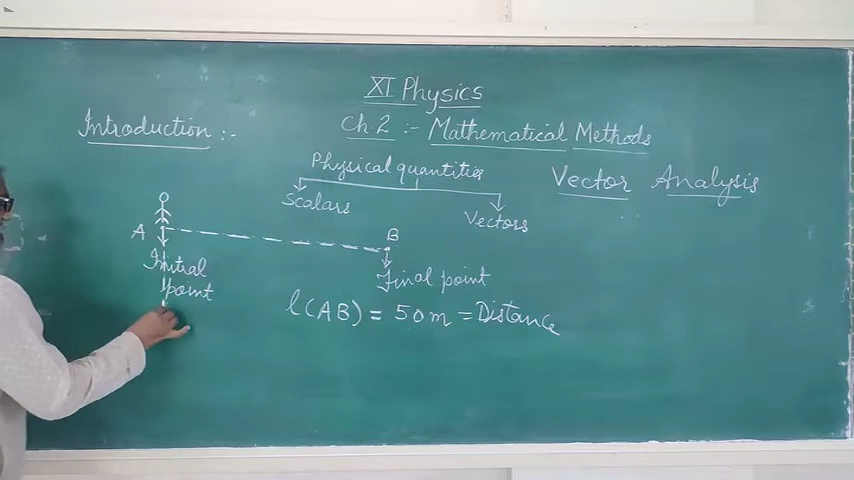 XI Physics
Introduction :-
Ch.2 :- Mathematical Methods
Physical quantities
Vector Analysis
Scalars
Vectors
A
B
Initial
point
Final point
l(AB) = 50m = Distance